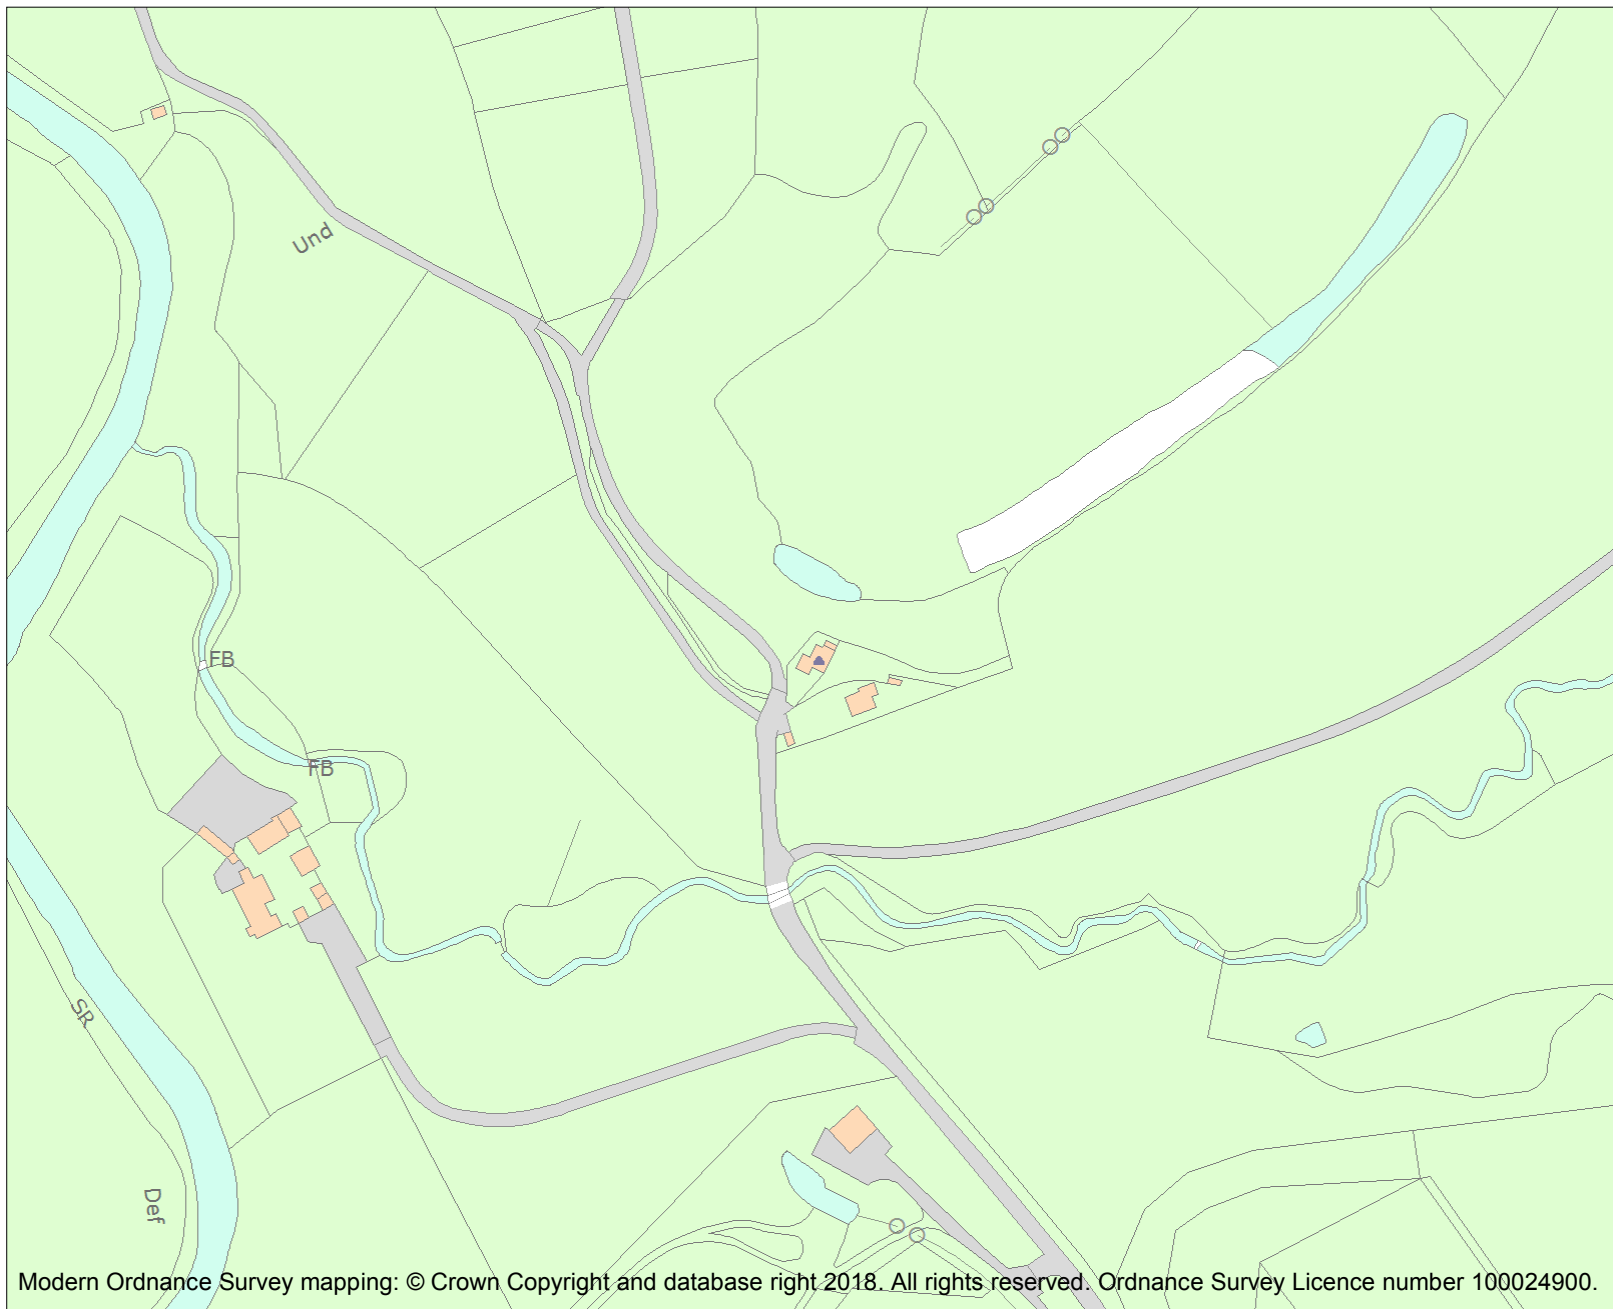 Und
FB
FB
SR
Def
Modern Ordnance Survey mapping: © Crown Copyright and database right 2018. All rights reserved. Ordnance Survey Licence number 100024900.